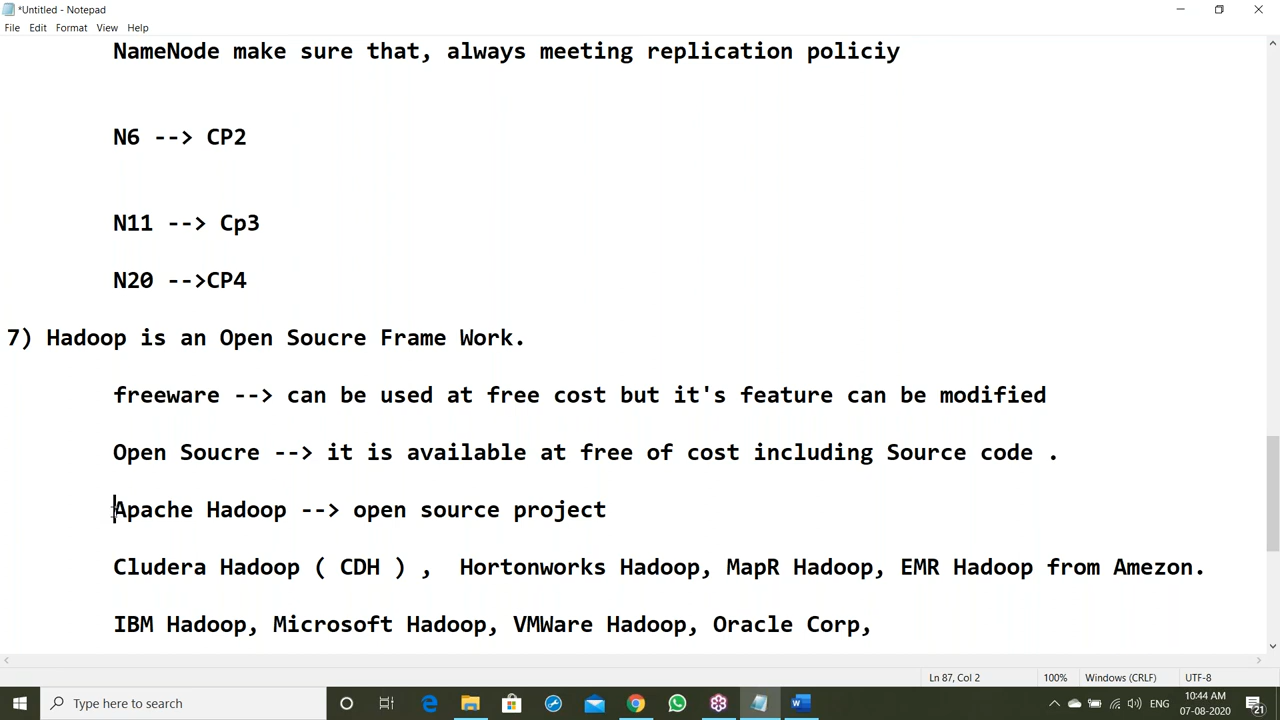 *Untitled - Notepad
File Edit Format View Help
NameNode make sure that, always meeting replication policiy
N6 --> CP2
N11 --> Cp3
N20 -->CP4
7) Hadoop is an Open Soucre Frame Work.
freeware --> can be used at free cost but it's feature can be modified
Open Soucre --> it is available at free of cost including Source code .
Apache Hadoop --> open source project
Cludera Hadoop ( CDH ) , Hortonworks Hadoop, MapR Hadoop, EMR Hadoop from Amezon.
IBM Hadoop, Microsoft Hadoop, VMWare Hadoop, Oracle Corp,
Ln 87, Col 2 100% Windows (CRLF) UTF-8
Type here to search
ENG
10:44 AM
07-08-2020
21